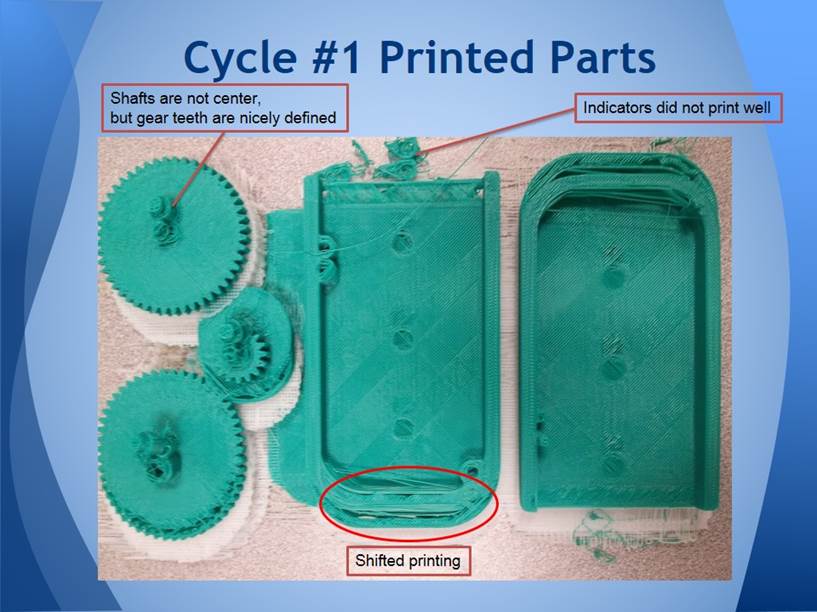 Cycle #1 Printed Parts
Shafts are not center,
but gear teeth are nicely defined
Indicators did not print well
Shifted printing